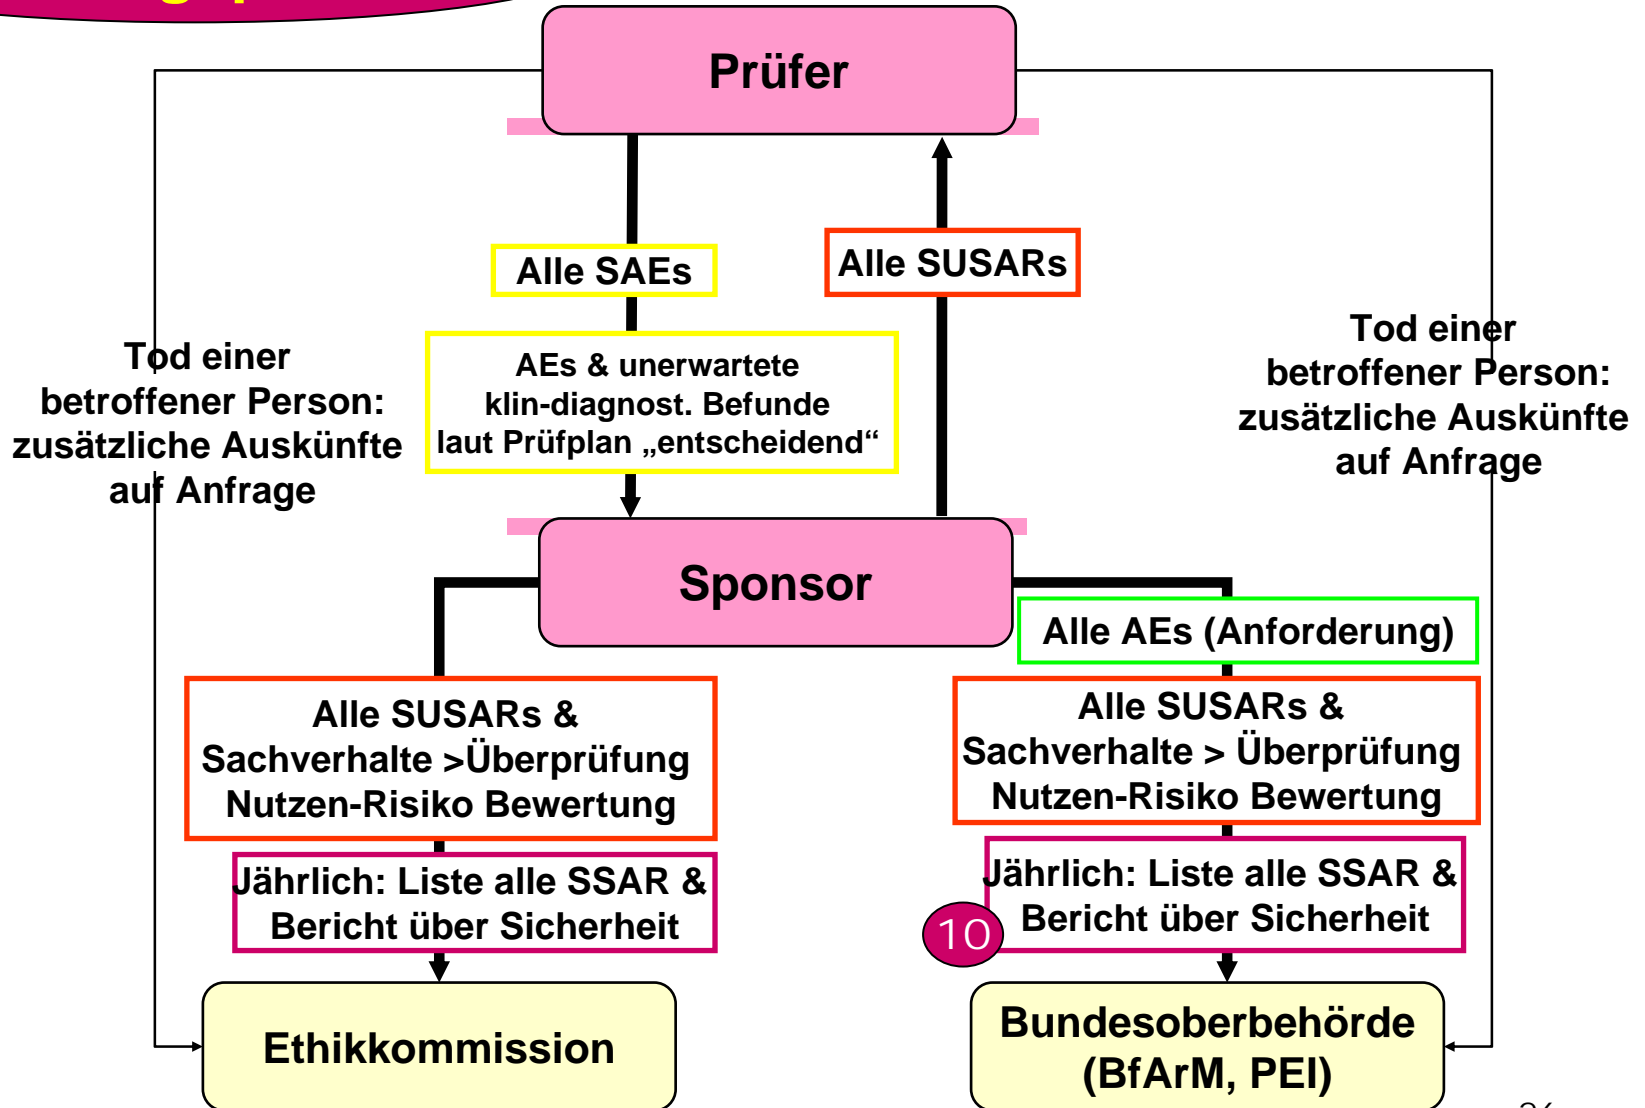 Prüfer
Alle SAEs
Alle SUSARs
AEs & unerwartete
klin-diagnost. Befunde
laut Prüfplan „entscheidend“
Tod einer
betroffener Person:
zusätzliche Auskünfte
auf Anfrage
Tod einer
betroffener Person:
zusätzliche Auskünfte
auf Anfrage
Sponsor
Alle AEs (Anforderung)
Alle SUSARs &
Sachverhalte >Überprüfung
Nutzen-Risiko Bewertung
Alle SUSARs &
Sachverhalte > Überprüfung
Nutzen-Risiko Bewertung
Jährlich: Liste alle SSAR &
Bericht über Sicherheit
Jährlich: Liste alle SSAR &
Bericht über Sicherheit
10
Ethikkommission
Bundesoberbehörde
(BfArM, PEI)